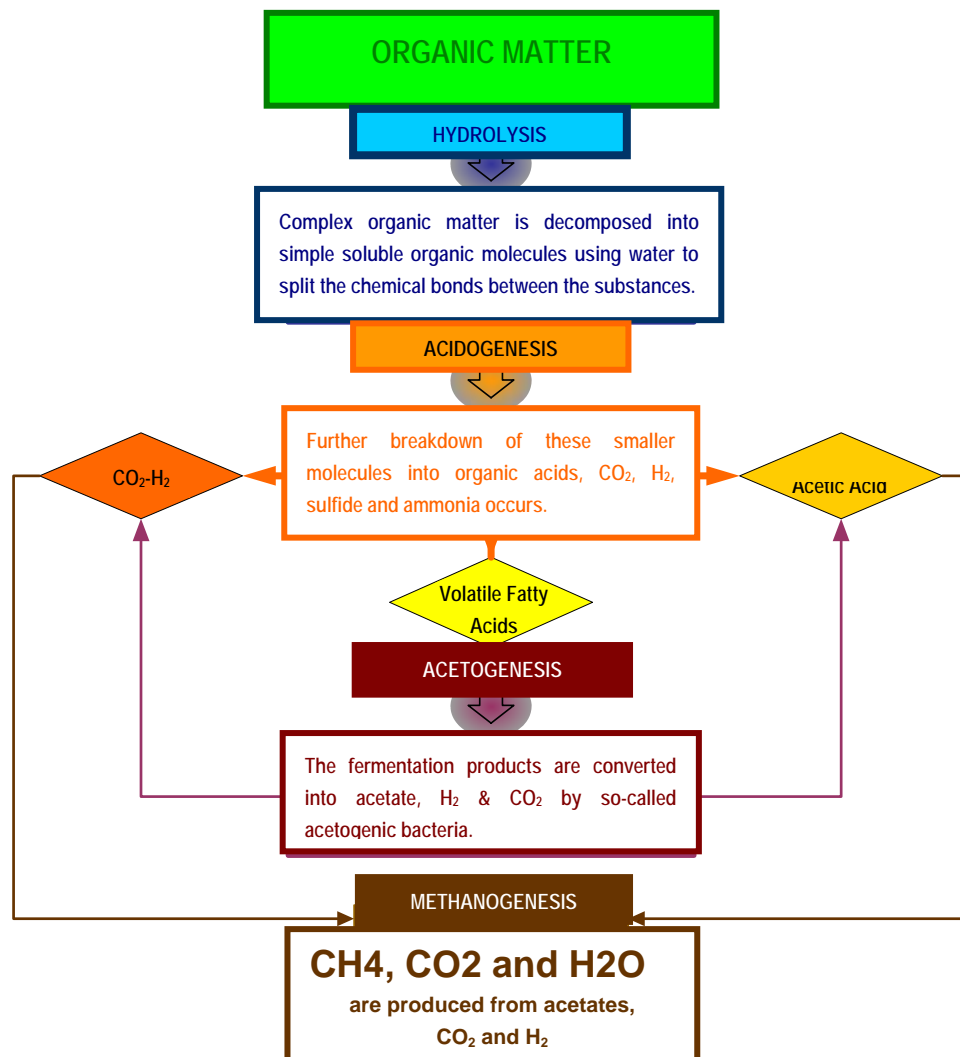 ORGANIC MATTER
HYDROLYSIS
Complex organic matter is decomposed into
simple soluble organic molecules using water to
split the chemical bonds between the substances.
ACIDOGENESIS
Further breakdown of these smaller
molecules into organic acids, CO₂, H₂,
sulfide and ammonia occurs.
CO₂-H₂
Acetic Acid
Volatile Fatty
Acids
ACETOGENESIS
The fermentation products are converted
into acetate, H₂ & CO₂ by so-called
acetogenic bacteria.
METHANOGENESIS
CH4, CO2 and H2O
are produced from acetates,
CO₂ and H₂